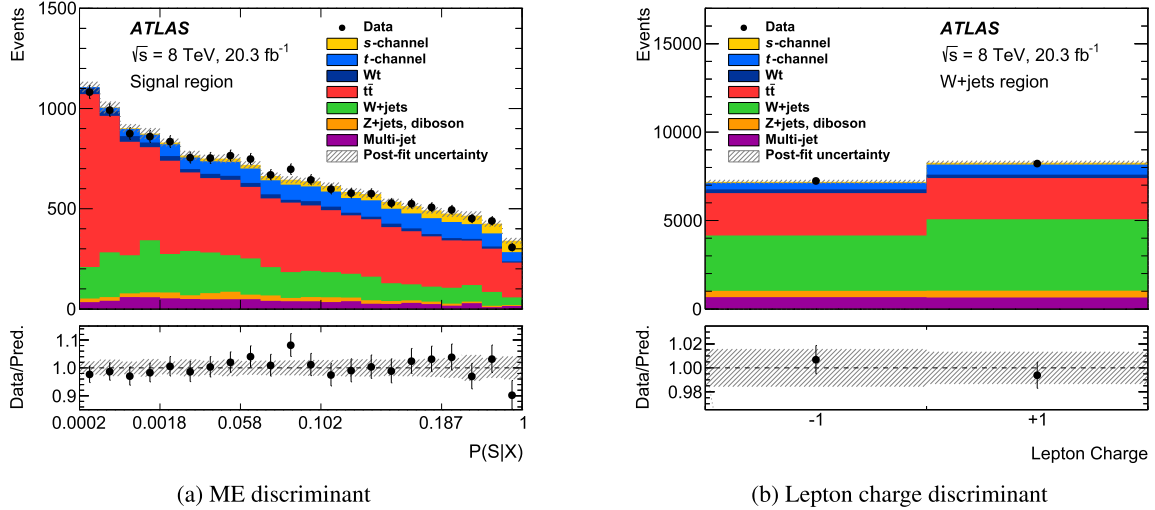 Events
1500
1000
500
0
ATLAS
√s = 8 TeV, 20.3 fb⁻¹
Signal region
Data
s-channel
t-channel
Wt
tt̄
W+jets
Z+jets, diboson
Multi-jet
Post-fit uncertainty
Data/Pred.
1.1
1.0
0.9
0.0002 0.0018 0.058 0.102 0.187 1
P(S|X)
(a) ME discriminant
Events
15000
10000
5000
0
ATLAS
√s = 8 TeV, 20.3 fb⁻¹
W+jets region
Data
s-channel
t-channel
Wt
tt̄
W+jets
Z+jets, diboson
Multi-jet
Post-fit uncertainty
Data/Pred.
1.02
1.00
0.98
-1 +1
Lepton Charge
(b) Lepton charge discriminant